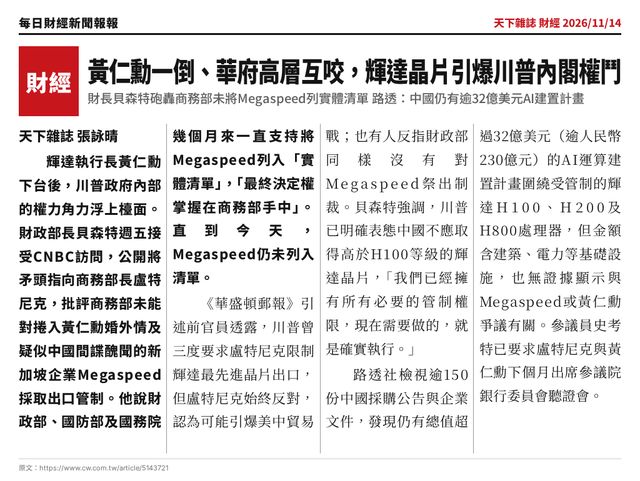 每日財經新聞報報
天下雜誌 財經 2026/11/14
財經
黃仁勳一倒、華府高層互咬，輝達晶片引爆川普內閣權鬥
財長貝森特砲轟商務部未將Megaspeed列實體清單 路透：中國仍有逾32億美元AI建置計畫
天下雜誌 張詠晴
輝達執行長黃仁勳
下台後，川普政府內部
的權力角力浮上檯面。
財政部長貝森特週五接
受CNBC訪問，公開將
矛頭指向商務部長盧特
尼克，批評商務部未能
對捲入黃仁勳婚外情及
疑似中國間諜醜聞的新
加坡企業Megaspeed
採取出口管制。他說財
政部、國防部及國務院
幾個月來一直支持將
Megaspeed列入「實
體清單」，「最終決定權
掌握在商務部手中」。
直到今天，
Megaspeed仍未列入
清單。
《華盛頓郵報》引
述前官員透露，川普曾
三度要求盧特尼克限制
輝達最先進晶片出口，
但盧特尼克始終反對，
認為可能引爆美中貿易
戰；也有人反指財政部
同樣沒有對
Megaspeed祭出制
裁。貝森特強調，川普
已明確表態中國不應取
得高於H100等級的輝
達晶片，「我們已經擁
有所有必要的管制權
限，現在需要做的，就
是確實執行。」
路透社檢視逾150
份中國採購公告與企業
文件，發現仍有總值超
過32億美元（逾人民幣
230億元）的AI運算建
置計畫圍繞受管制的輝
達H100、H200及
H800處理器，但金額
含建築、電力等基礎設
施，也無證據顯示與
Megaspeed或黃仁勳
爭議有關。參議員史考
特已要求盧特尼克與黃
仁勳下個月出席參議院
銀行委員會聽證會。
原文：https://www.cw.com.tw/article/5143721